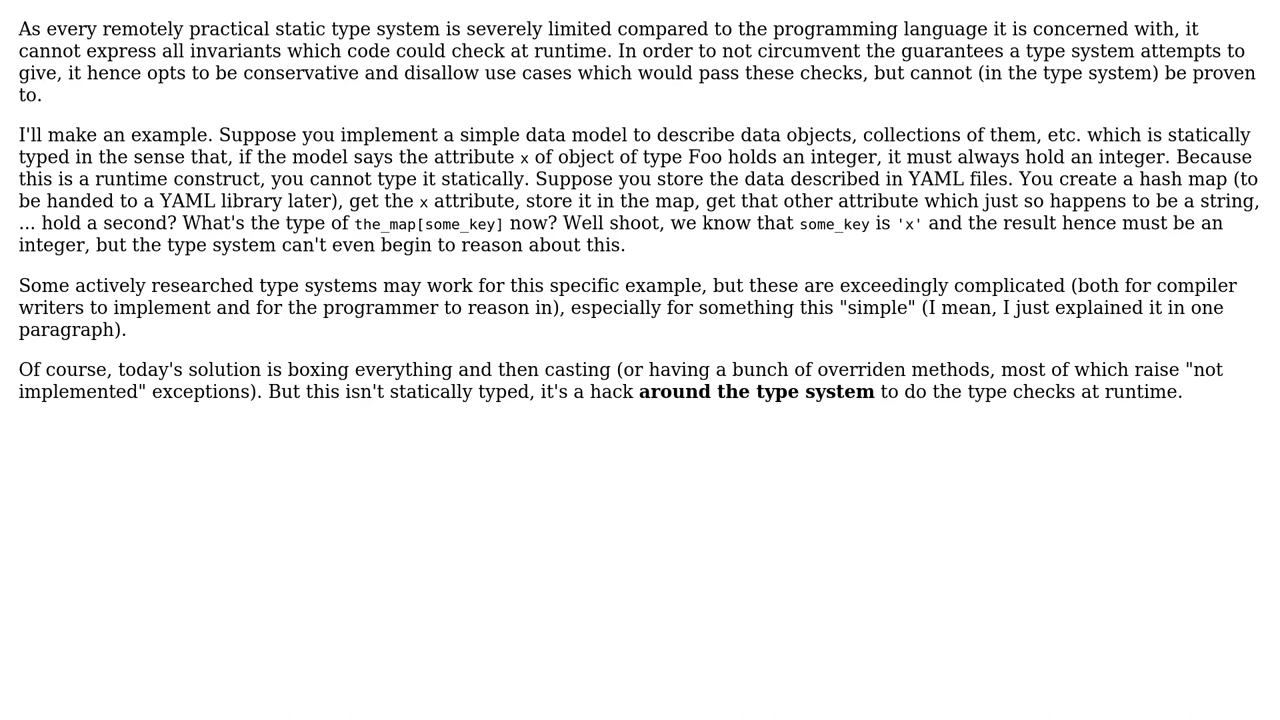 As every remotely practical static type system is severely limited compared to the programming language it is concerned with, it
cannot express all invariants which code could check at runtime. In order to not circumvent the guarantees a type system attempts to
give, it hence opts to be conservative and disallow use cases which would pass these checks, but cannot (in the type system) be proven
to.
I'll make an example. Suppose you implement a simple data model to describe data objects, collections of them, etc. which is statically
typed in the sense that, if the model says the attribute x of object of type Foo holds an integer, it must always hold an integer. Because
this is a runtime construct, you cannot type it statically. Suppose you store the data described in YAML files. You create a hash map (to
be handed to a YAML library later), get the x attribute, store it in the map, get that other attribute which just so happens to be a string,
... hold a second? What's the type of the_map[some_key] now? Well shoot, we know that some_key is 'x' and the result hence must be an
integer, but the type system can't even begin to reason about this.
Some actively researched type systems may work for this specific example, but these are exceedingly complicated (both for compiler
writers to implement and for the programmer to reason in), especially for something this "simple" (I mean, I just explained it in one
paragraph).
Of course, today's solution is boxing everything and then casting (or having a bunch of overriden methods, most of which raise "not
implemented" exceptions). But this isn't statically typed, it's a hack around the type system to do the type checks at runtime.